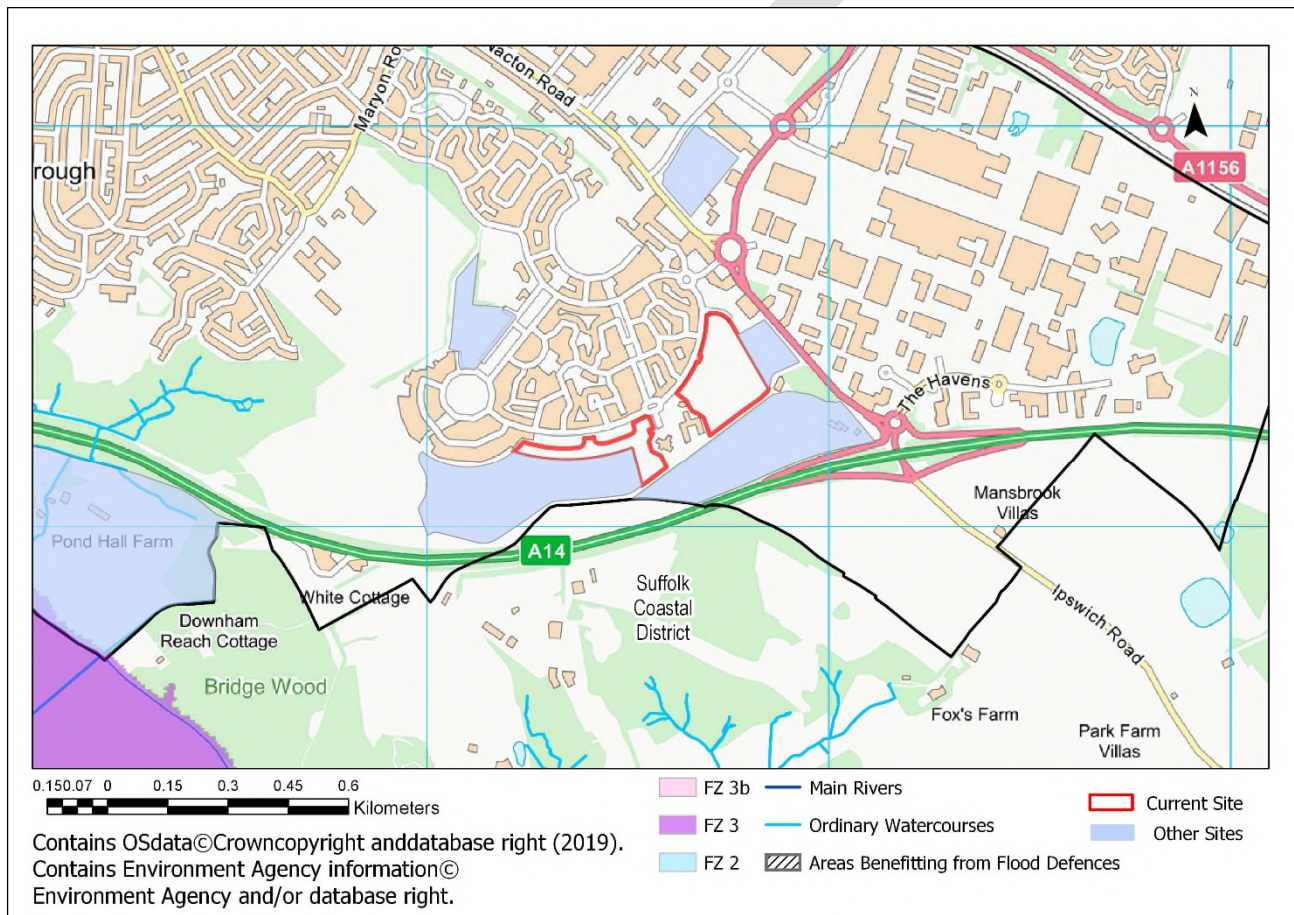 Nacton Road
Maryon Ro
rough
N
A1156
The Havens
Mansbrook
Villas
Pond Hall Farm
A14
White Cottage
Suffolk
Coastal
District
Downham
Reach Cottage
Ipswich Road
Bridge Wood
Fox's Farm
Park Farm
Villas
0.150.07 0 0.15 0.3 0.45 0.6
Kilometers
FZ 3b Main Rivers
Current Site
FZ 3 Ordinary Watercourses
Other Sites
FZ 2 Areas Benefitting from Flood Defences
Contains OSdata©Crowncopyright anddatabase right (2019).
Contains Environment Agency information©
Environment Agency and/or database right.